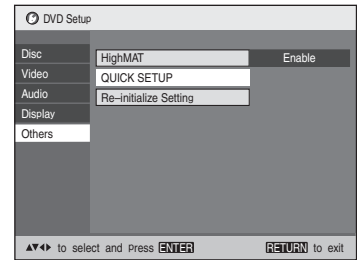 DVD Setup
Disc
HighMAT Enable
Video
QUICK SETUP
Audio
Re–initialize Setting
Display
Others
▲▼◀▶ to select and Press ENTER RETURN to exit